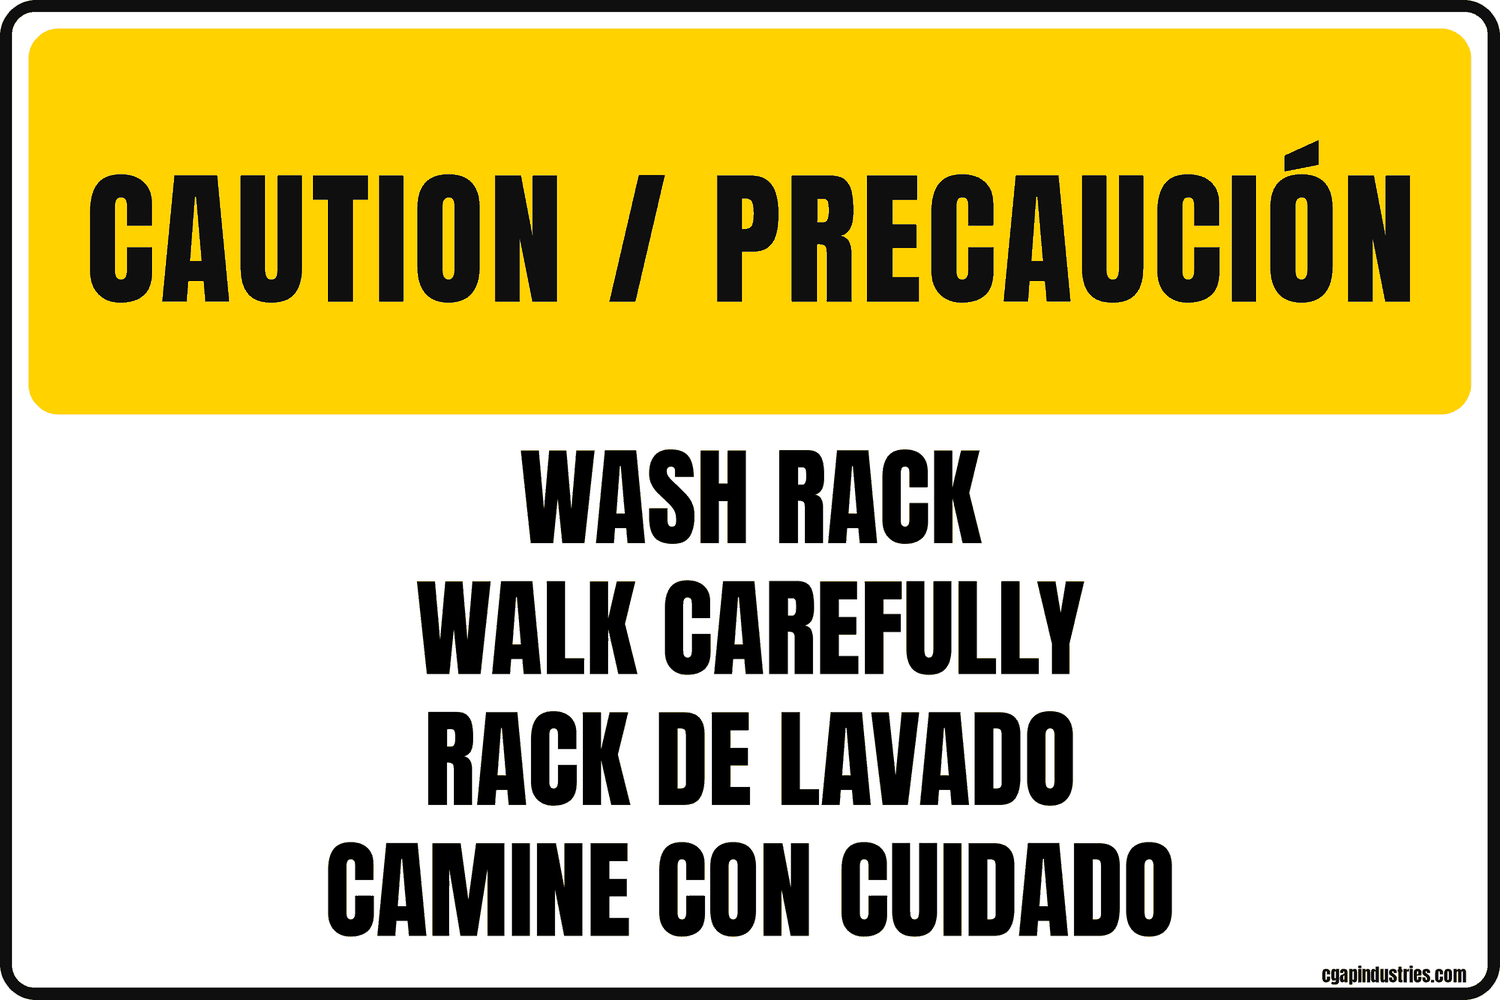 CAUTION / PRECAUCIÓN
WASH RACK
WALK CAREFULLY
RACK DE LAVADO
CAMINE CON CUIDADO
cgapindustries.com